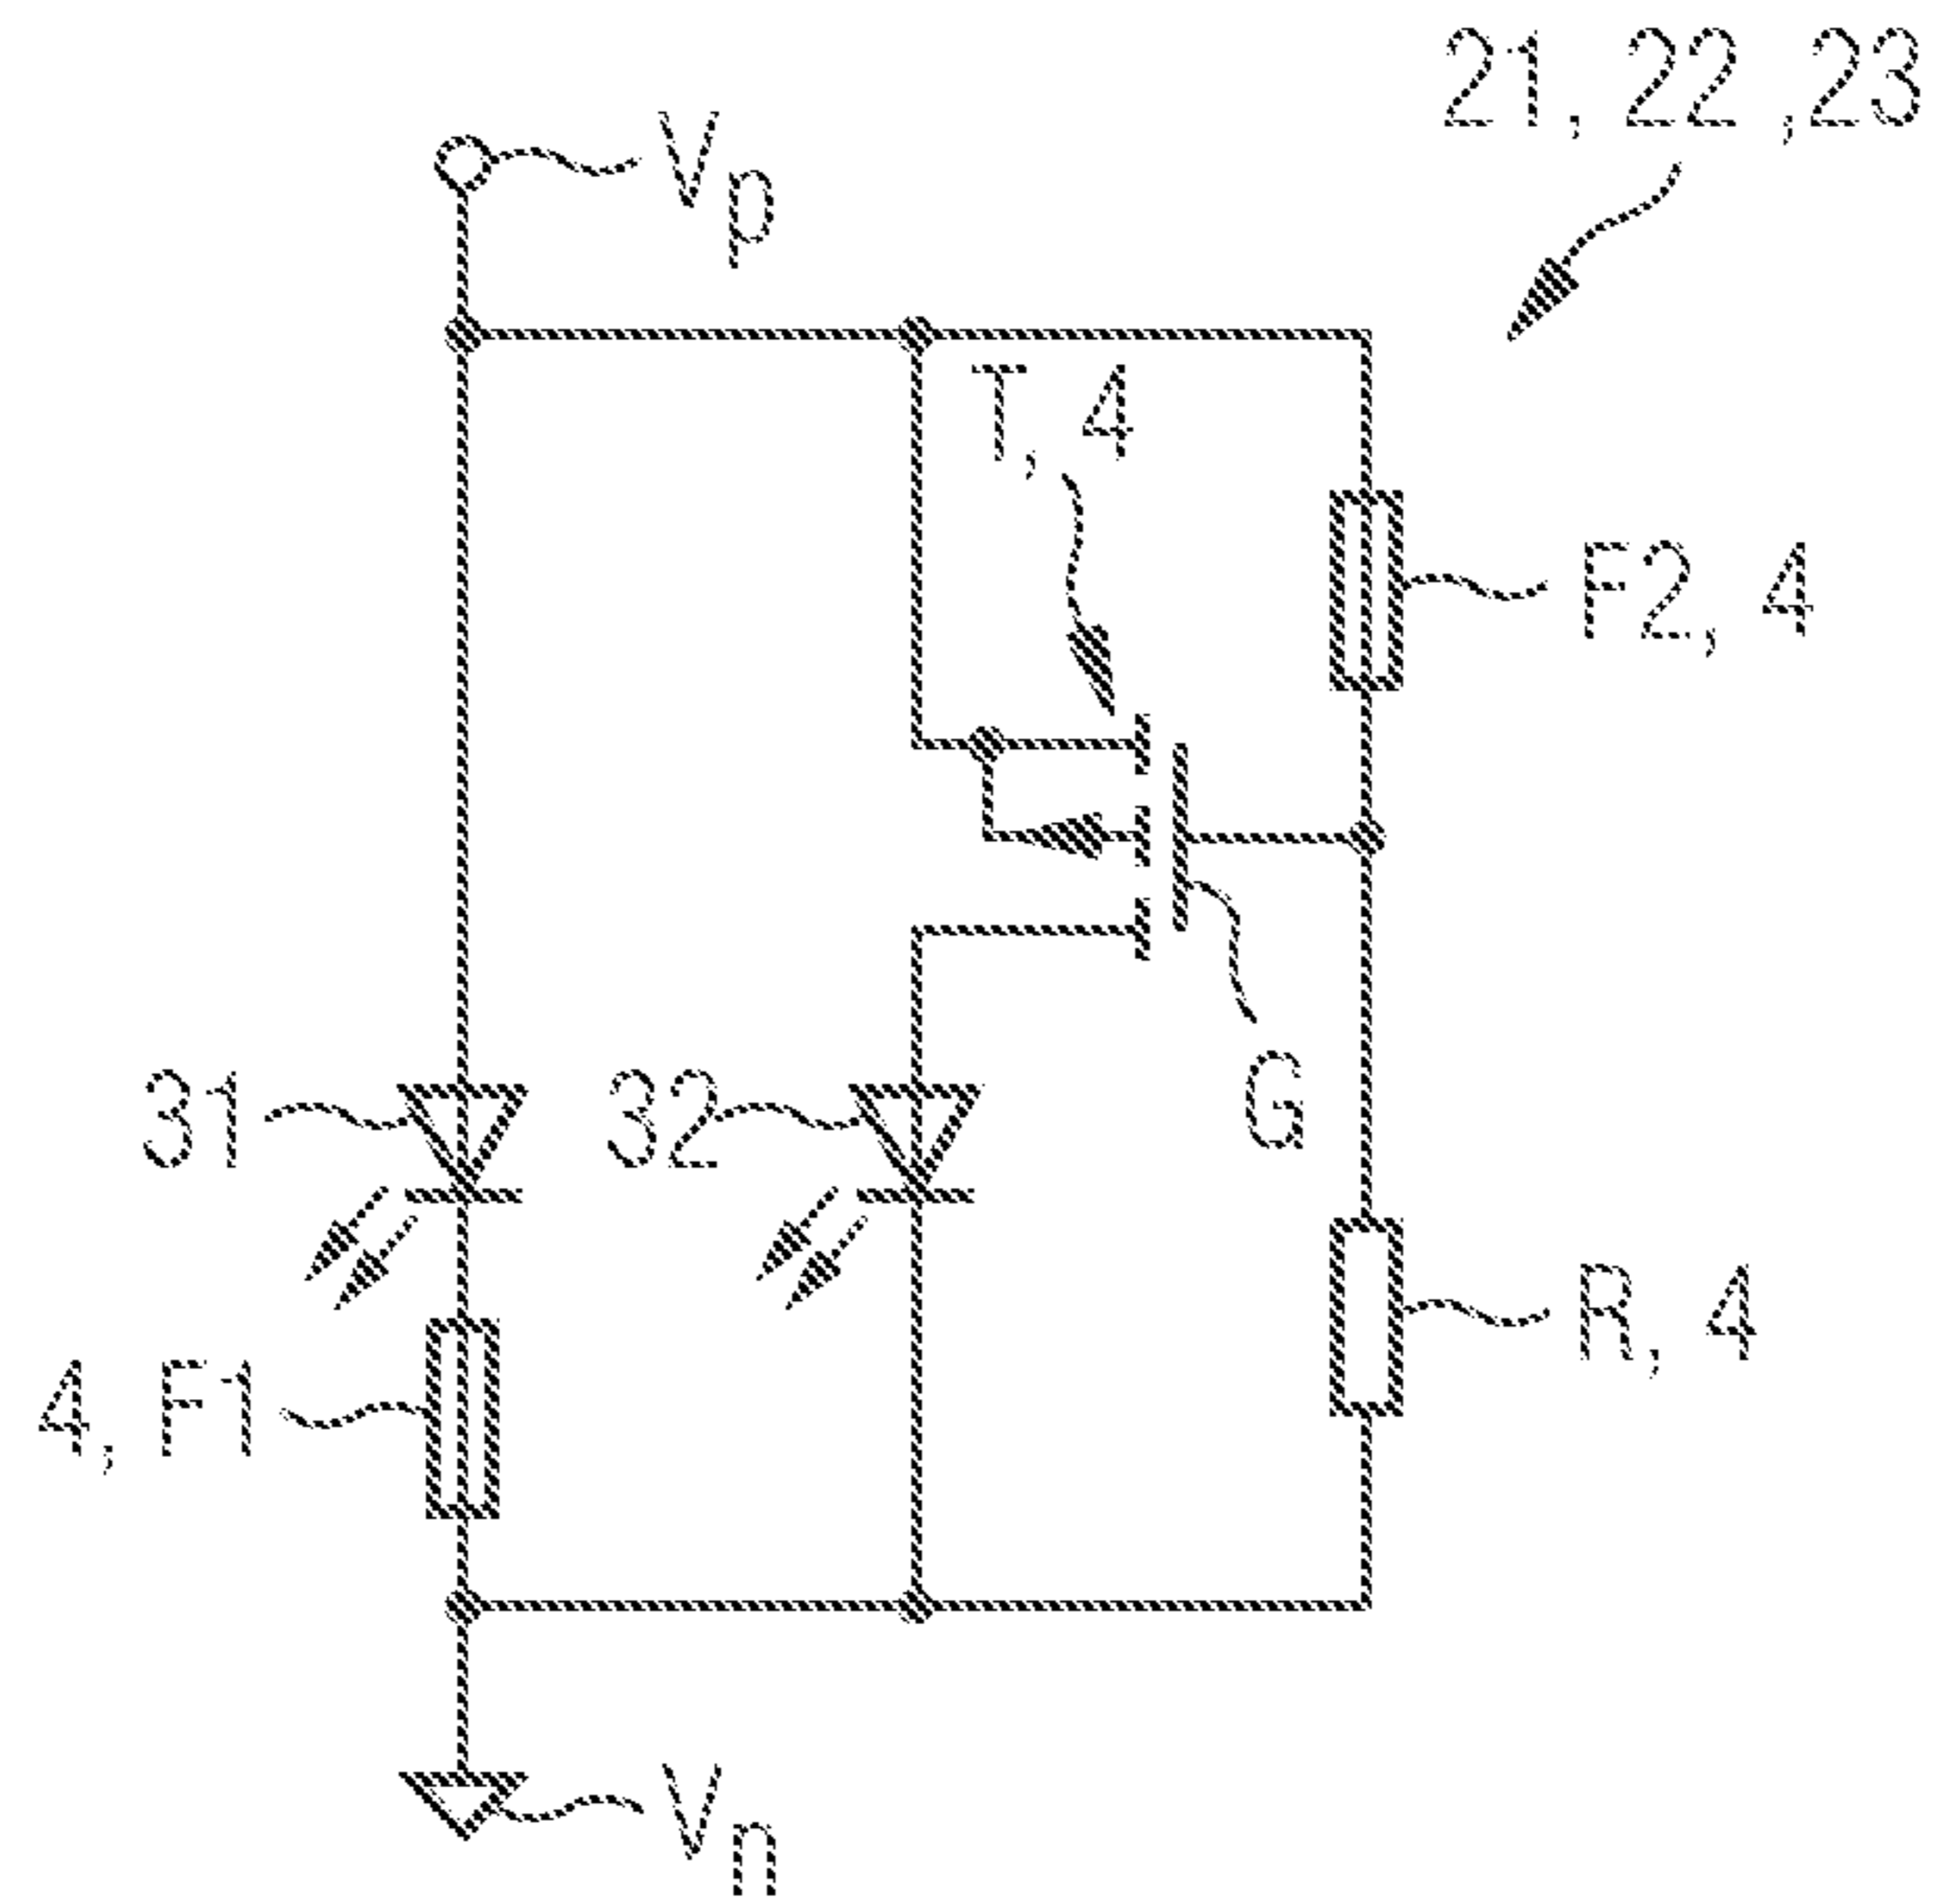 21, 22 ,23
Vp
T, 4
F2, 4
31
32
G
R, 4
4, F1
Vn